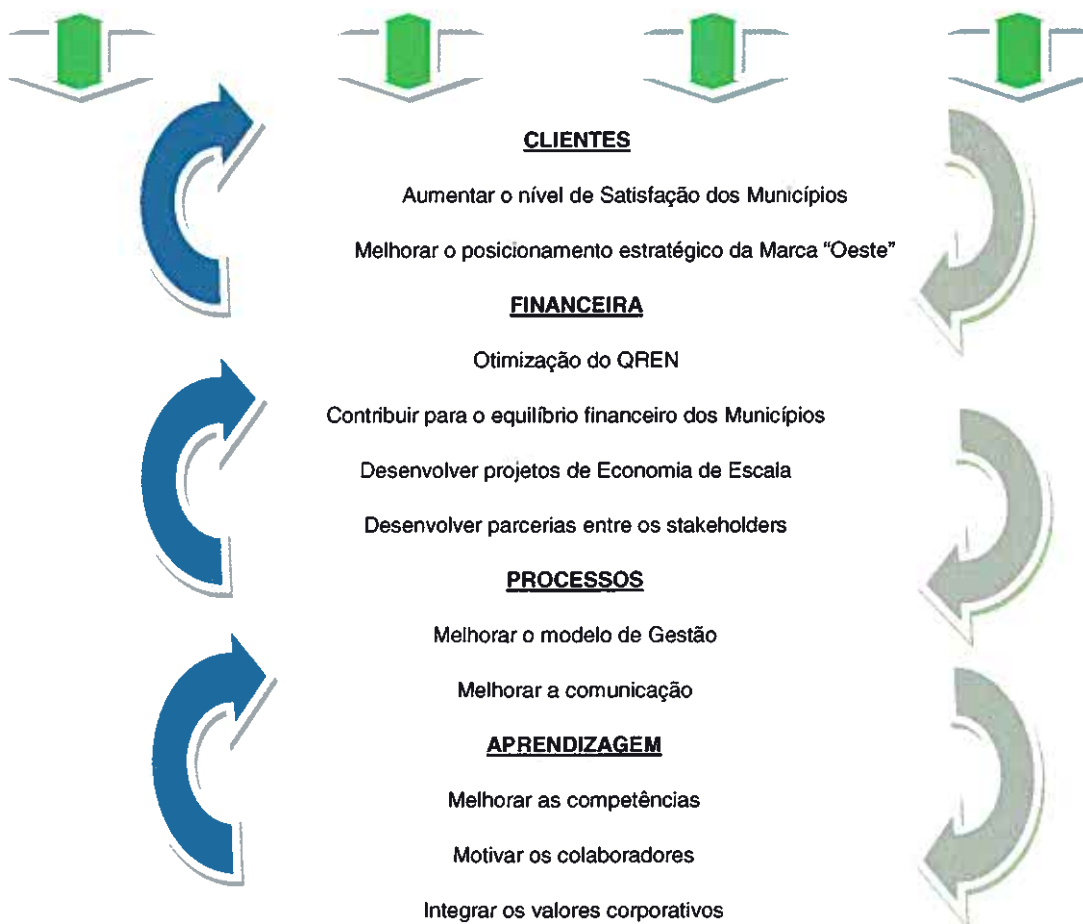 CLIENTES
Aumentar o nível de Satisfação dos Municípios
Melhorar o posicionamento estratégico da Marca “Oeste”
FINANCEIRA
Otimização do QREN
Contribuir para o equilíbrio financeiro dos Municípios
Desenvolver projetos de Economia de Escala
Desenvolver parcerias entre os stakeholders
PROCESSOS
Melhorar o modelo de Gestão
Melhorar a comunicação
APRENDIZAGEM
Melhorar as competências
Motivar os colaboradores
Integrar os valores corporativos